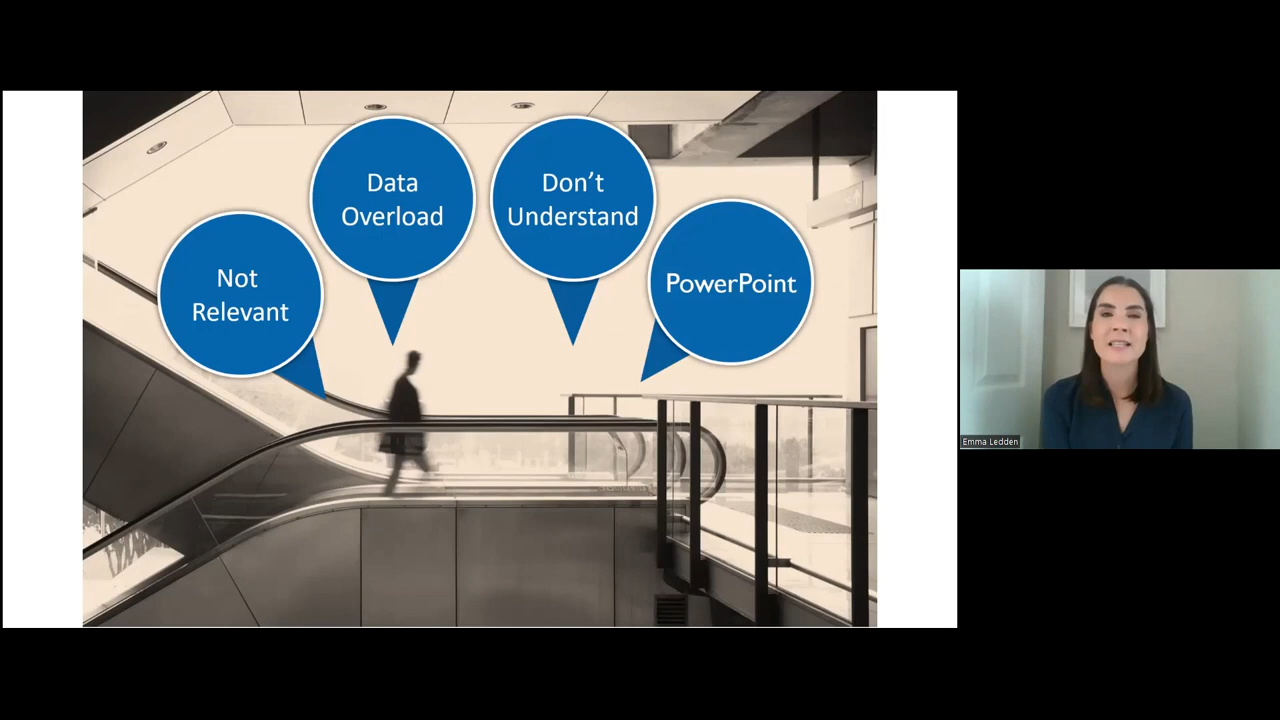 Not
Relevant
Data
Overload
Don’t
Understand
PowerPoint
Emma Ledden